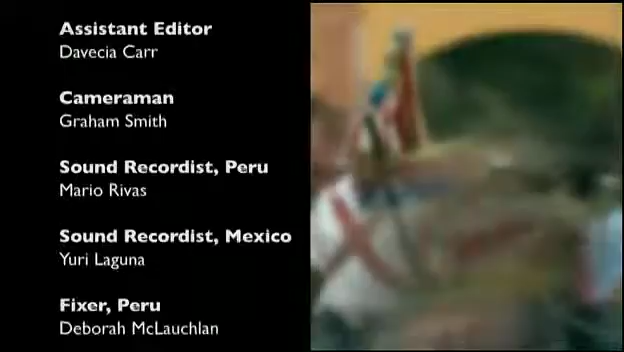 Assistant Editor
Davecia Carr
Cameraman
Graham Smith
Sound Recordist, Peru
Mario Rivas
Sound Recordist, Mexico
Yuri Laguna
Fixer, Peru
Deborah McLauchlan